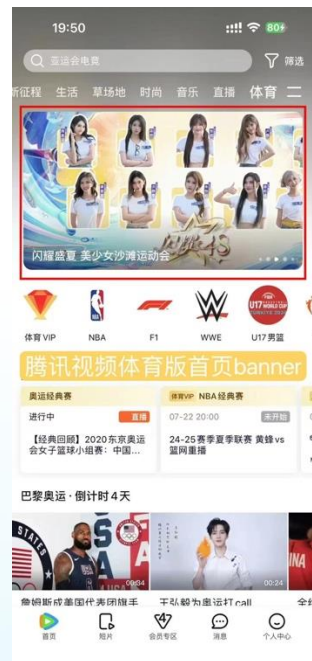 19:50
80+
亚运会电竞
筛选
新征程 生活 草场地 时尚 音乐 直播 体育
闪耀盛夏
闪耀盛夏 美少女沙滩运动会
体育VIP NBA F1 WWE U17男篮
腾讯视频体育版首页banner
奥运经典赛
进行中 直播
【经典回顾】2020东京奥运
会女子篮球小组赛:中国...
体育VIP NBA经典赛
07-22 20:00 未开始
24-25赛季夏季联赛 黄蜂vs
篮网重播
巴黎奥运·倒计时4天
00:34
00:24
詹姆斯成美国代表团旗手
王弘毅为奥运打call
首页 短片 会员专区 消息 个人中心